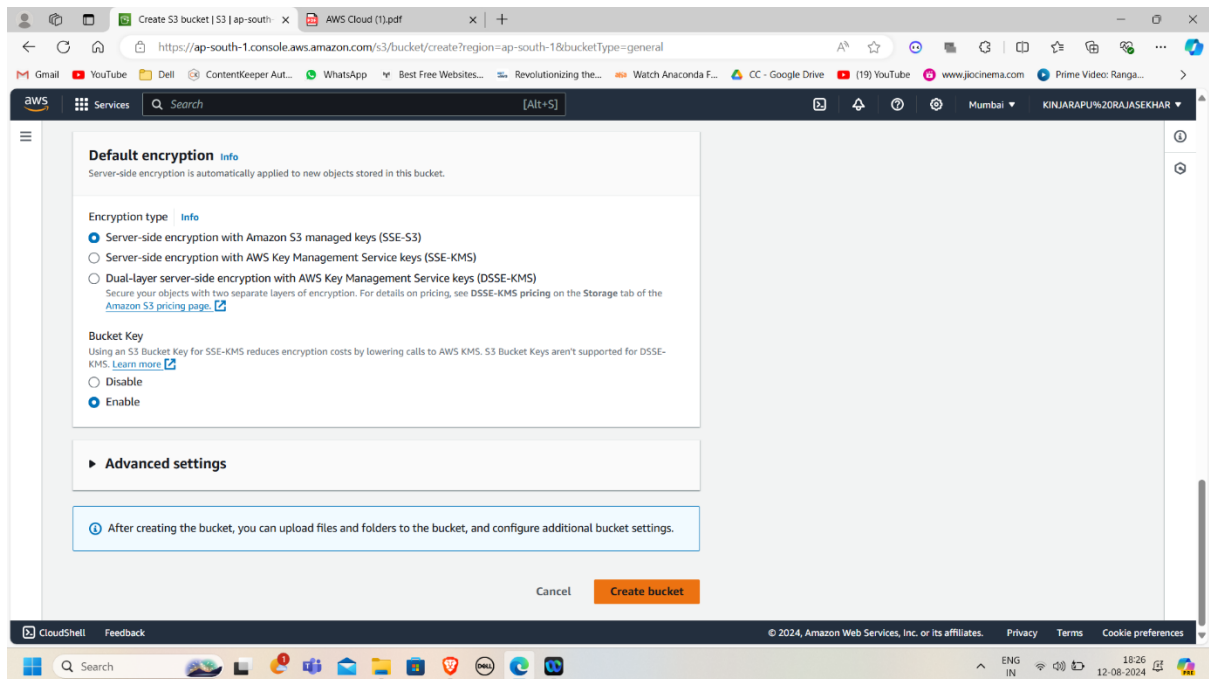 Create S3 bucket | S3 | ap-south-
AWS Cloud (1).pdf
https://ap-south-1.console.aws.amazon.com/s3/bucket/create?region=ap-south-1&bucketType=general
Gmail YouTube Dell ContentKeeper Aut... WhatsApp Best Free Websites... Revolutionizing the... Watch Anaconda F... CC - Google Drive (19) YouTube www.jiocinema.com Prime Video: Ranga...
aws Services Search [Alt+S] Mumbai KINJARAPU%20RAJASEKHAR
Default encryption Info
Server-side encryption is automatically applied to new objects stored in this bucket.
Encryption type Info
Server-side encryption with Amazon S3 managed keys (SSE-S3)
Server-side encryption with AWS Key Management Service keys (SSE-KMS)
Dual-layer server-side encryption with AWS Key Management Service keys (DSSE-KMS)
Secure your objects with two separate layers of encryption. For details on pricing, see DSSE-KMS pricing on the Storage tab of the
Amazon S3 pricing page.
Bucket Key
Using an S3 Bucket Key for SSE-KMS reduces encryption costs by lowering calls to AWS KMS. S3 Bucket Keys aren't supported for DSSE-
KMS. Learn more
Disable
Enable
Advanced settings
After creating the bucket, you can upload files and folders to the bucket, and configure additional bucket settings.
Cancel Create bucket
CloudShell Feedback © 2024, Amazon Web Services, Inc. or its affiliates. Privacy Terms Cookie preferences
Search ENG 18:26
IN 12-08-2024